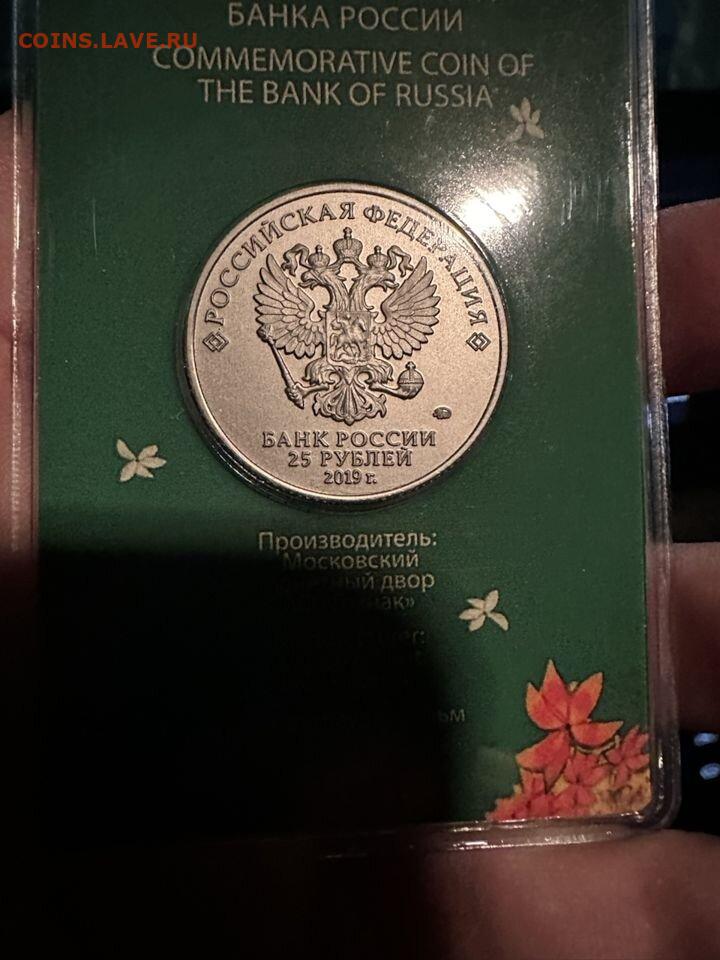 БАНКА РОССИИ
COINS.LAVE.RU
COMMEMORATIVE COIN OF
THE BANK OF RUSSIA
РОССИЙСКАЯ ФЕДЕРАЦИЯ
БАНК РОССИИ
25 РУБЛЕЙ
2019 г.
Производитель:
Московский
двор